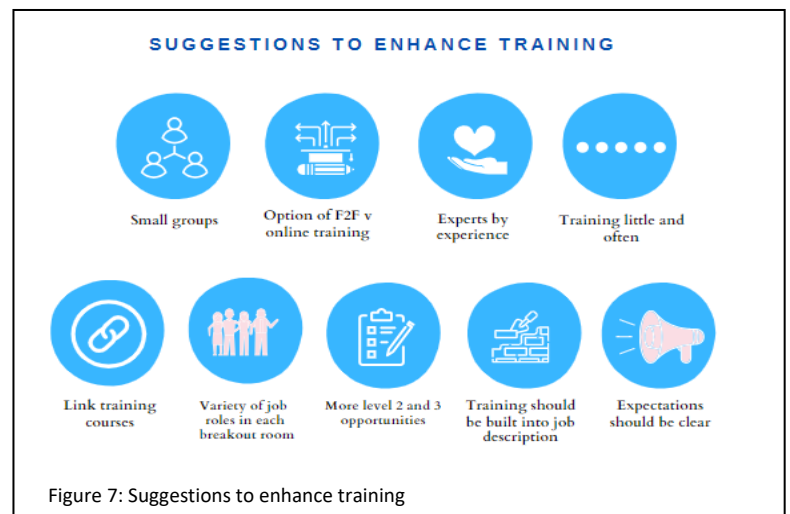 SUGGESTIONS TO ENHANCE TRAINING
Small groups
Option of F2F v
online training
Experts by
experience
Training little and
often
Link training
courses
Variety of job
roles in each
breakout room
More level 2 and 3
opportunities
Training should
be built into job
description
Expectations
should be clear
Figure 7: Suggestions to enhance training